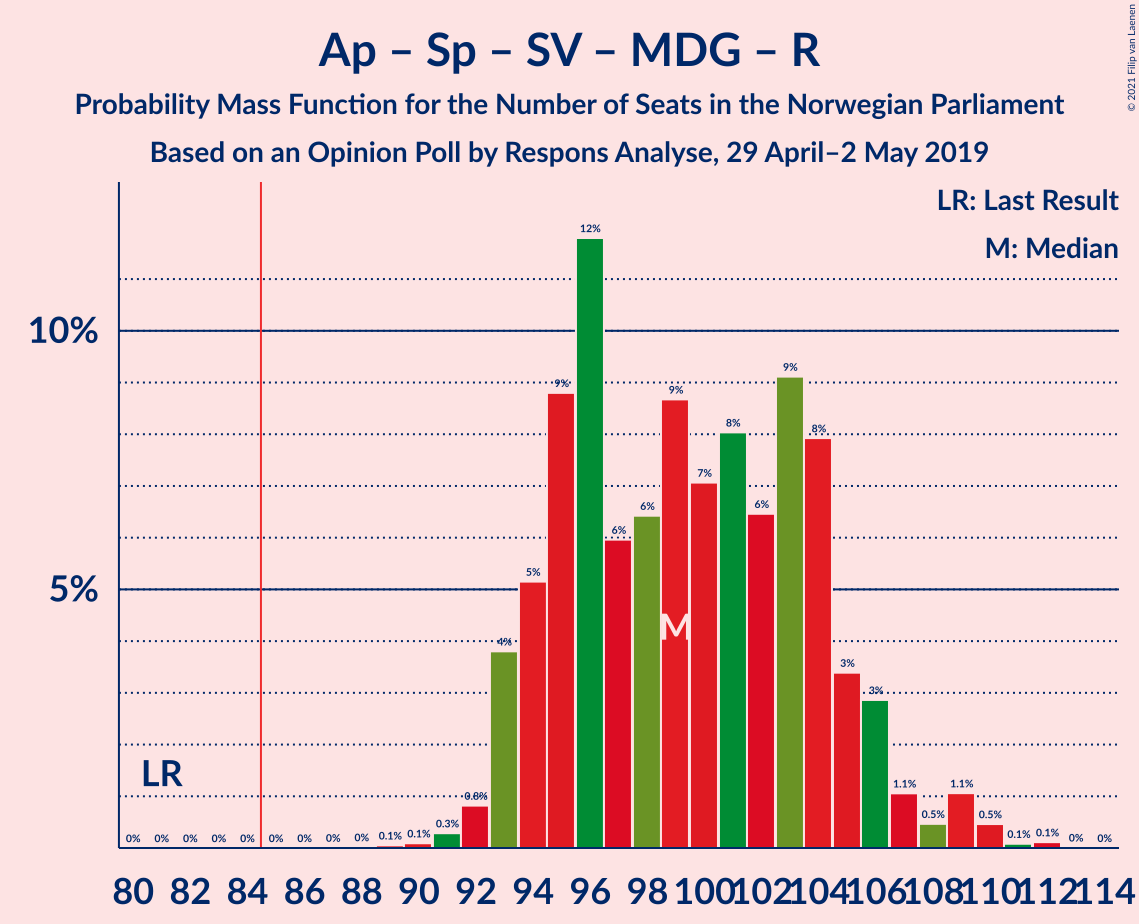 Ap – Sp – SV – MDG – R
Probability Mass Function for the Number of Seats in the Norwegian Parliament
Based on an Opinion Poll by Respons Analyse, 29 April–2 May 2019
© 2021 Filip van Laenen
LR: Last Result
M: Median
10%
5%
LR
M
0% 0% 0% 0% 0% 0% 0% 0% 0% 0.1% 0.1% 0.3% 0.8% 4% 5% 9% 12% 6% 6% 9% 7% 8% 6% 9% 8% 3% 3% 1.1% 0.5% 1.1% 0.5% 0.1% 0.1% 0% 0%
80 82 84 86 88 90 92 94 96 98 100 102 104 106 108 110 112 114